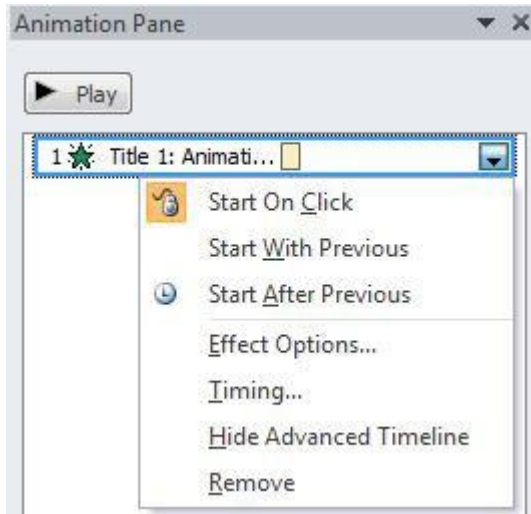 Animation Pane
Play
1 Title 1: Animati...
Start On Click
Start With Previous
Start After Previous
Effect Options...
Timing...
Hide Advanced Timeline
Remove